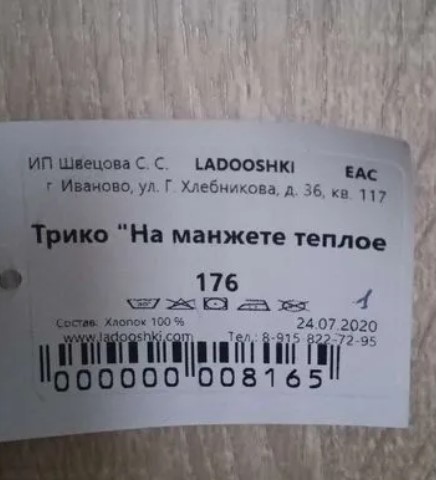 ИП Швецова С. С. LADOOSHKI EAC
г Иваново, ул. Г. Хлебникова, д. 36, кв. 117
Трико "На манжете теплое
176
1
Состав: Хлопок 100 % 24.07.2020
www.ladooshki.com Тел.: 8-915 822-72-95
000000 008165